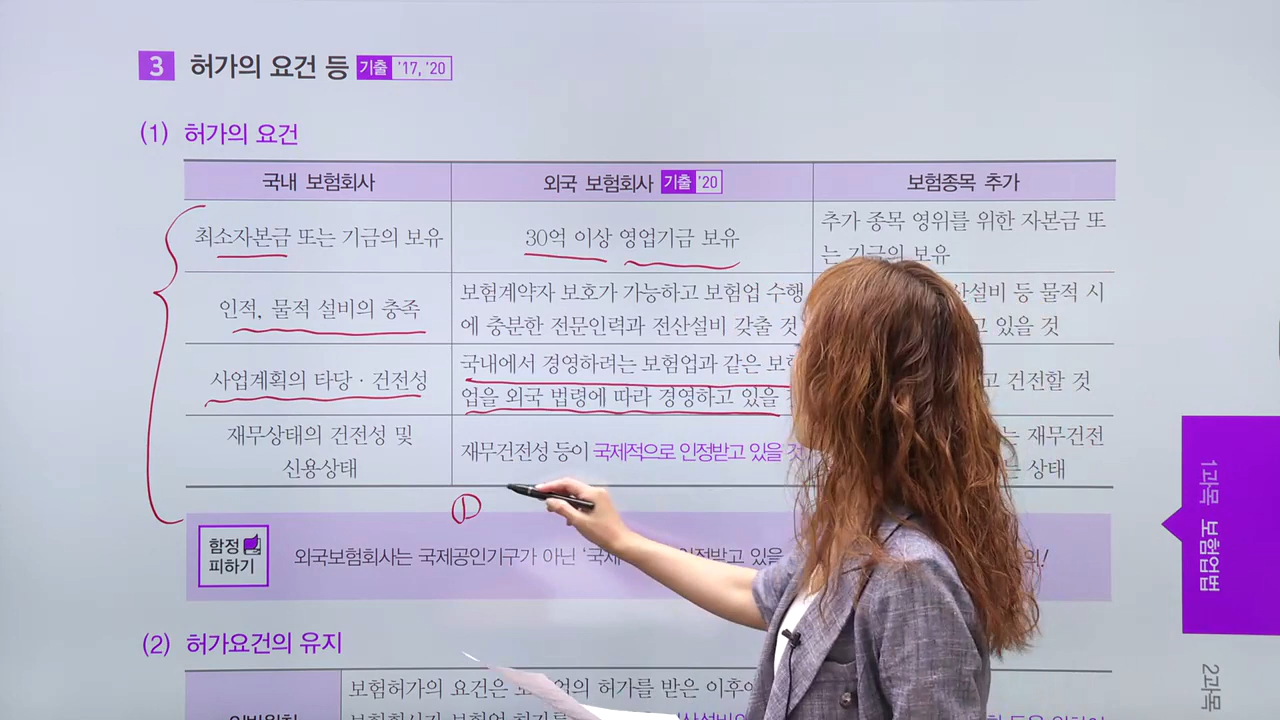 3 허가의 요건 등 기출 '17, '20
(1) 허가의 요건
국내 보험회사
외국 보험회사 기출 '20
보험종목 추가
최소자본금 또는 기금의 보유
30억 이상 영업기금 보유
추가 종목 영위를 위한 자본금 또
는 기금의 보유
인적, 물적 설비의 충족
보험계약자 보호가 가능하고 보험업 수행
에 충분한 전문인력과 전산설비 갖출 것
산설비 등 물적 시
고 있을 것
사업계획의 타당·건전성
국내에서 경영하려는 보험업과 같은 보험
업을 외국 법령에 따라 경영하고 있을
고 건전할 것
재무상태의 건전성 및
신용상태
재무건전성 등이 국제적으로 인정받고 있을 것
는 재무건전
상태
①
함정
피하기
외국보험회사는 국제공인기구가 아닌 '국제 인정받고 있을
(2) 허가요건의 유지
보험허가의 요건은 보 업의 허가를 받은 이후에
1과목 보험업법
2과목